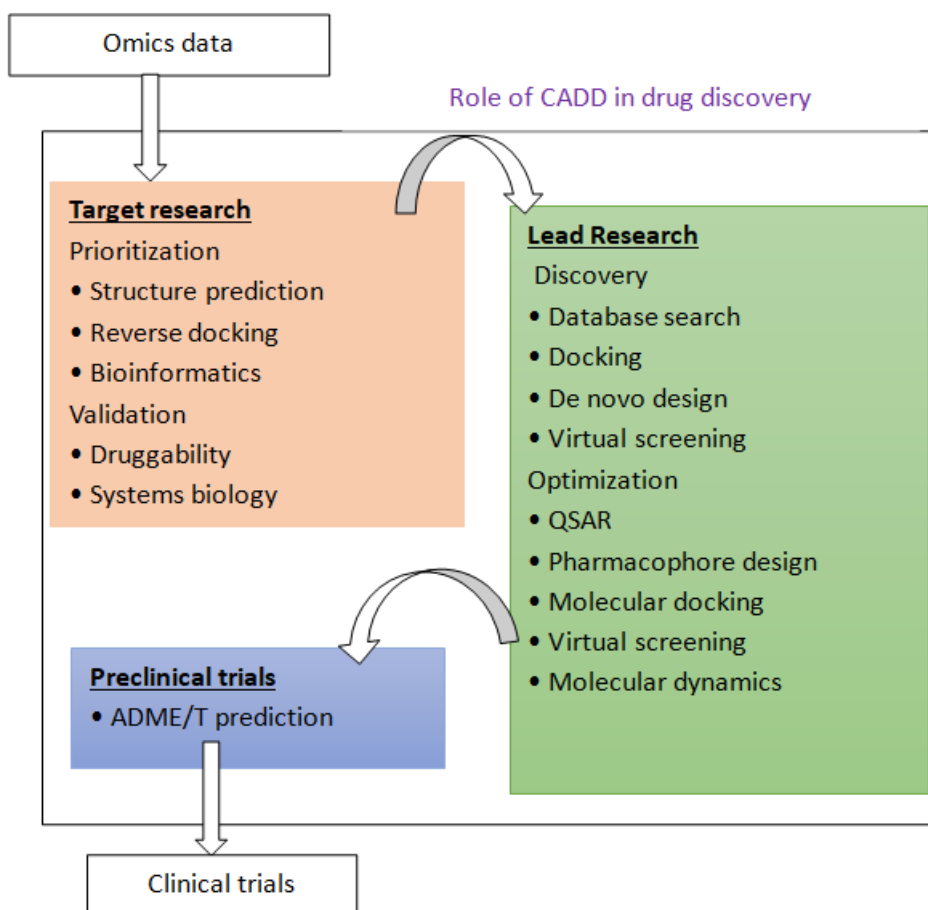 Omics data
Role of CADD in drug discovery
Target research
Prioritization
• Structure prediction
• Reverse docking
• Bioinformatics
Validation
• Druggability
• Systems biology
Lead Research
Discovery
• Database search
• Docking
• De novo design
• Virtual screening
Optimization
• QSAR
• Pharmacophore design
• Molecular docking
• Virtual screening
• Molecular dynamics
Preclinical trials
• ADME/T prediction
Clinical trials